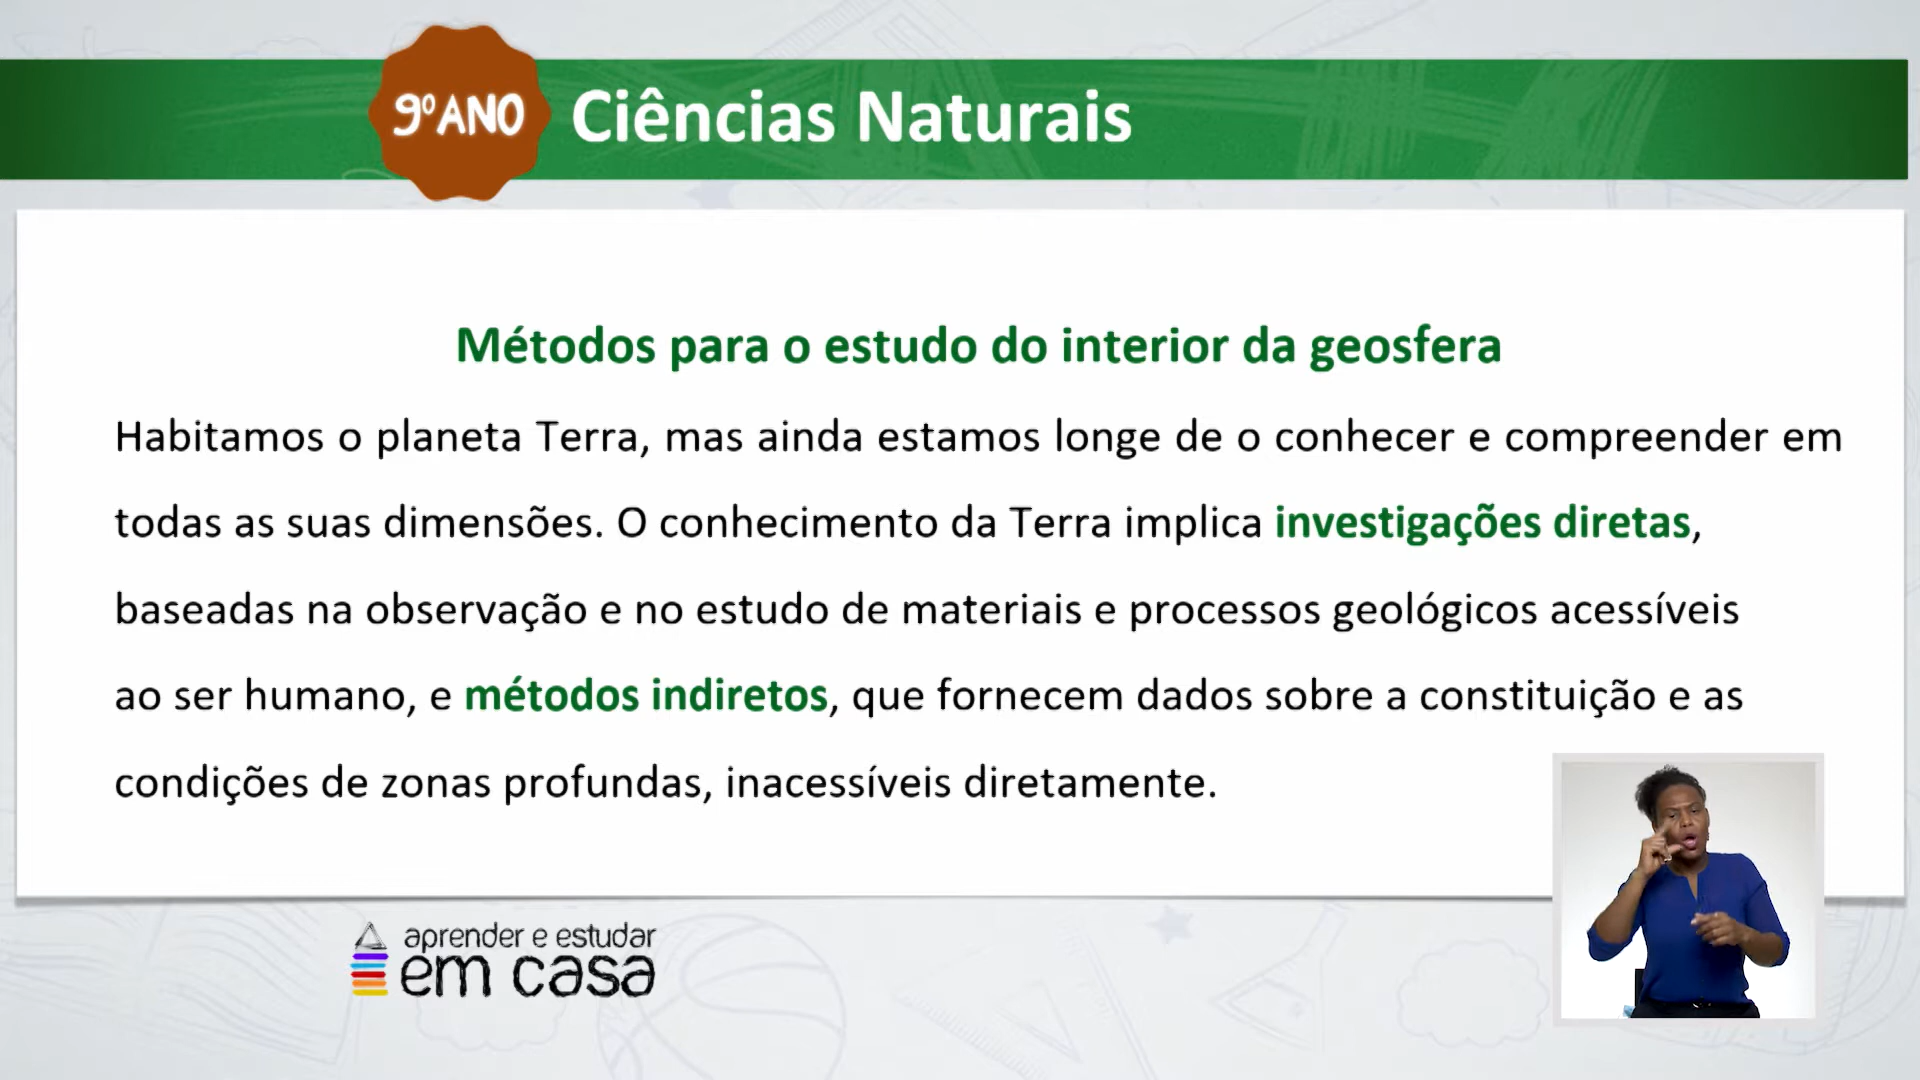 9º ANO
Ciências Naturais
Métodos para o estudo do interior da geosfera
Habitamos o planeta Terra, mas ainda estamos longe de o conhecer e compreender em
todas as suas dimensões. O conhecimento da Terra implica investigações diretas,
baseadas na observação e no estudo de materiais e processos geológicos acessíveis
ao ser humano, e métodos indiretos, que fornecem dados sobre a constituição e as
condições de zonas profundas, inacessíveis diretamente.
aprender e estudar
em casa